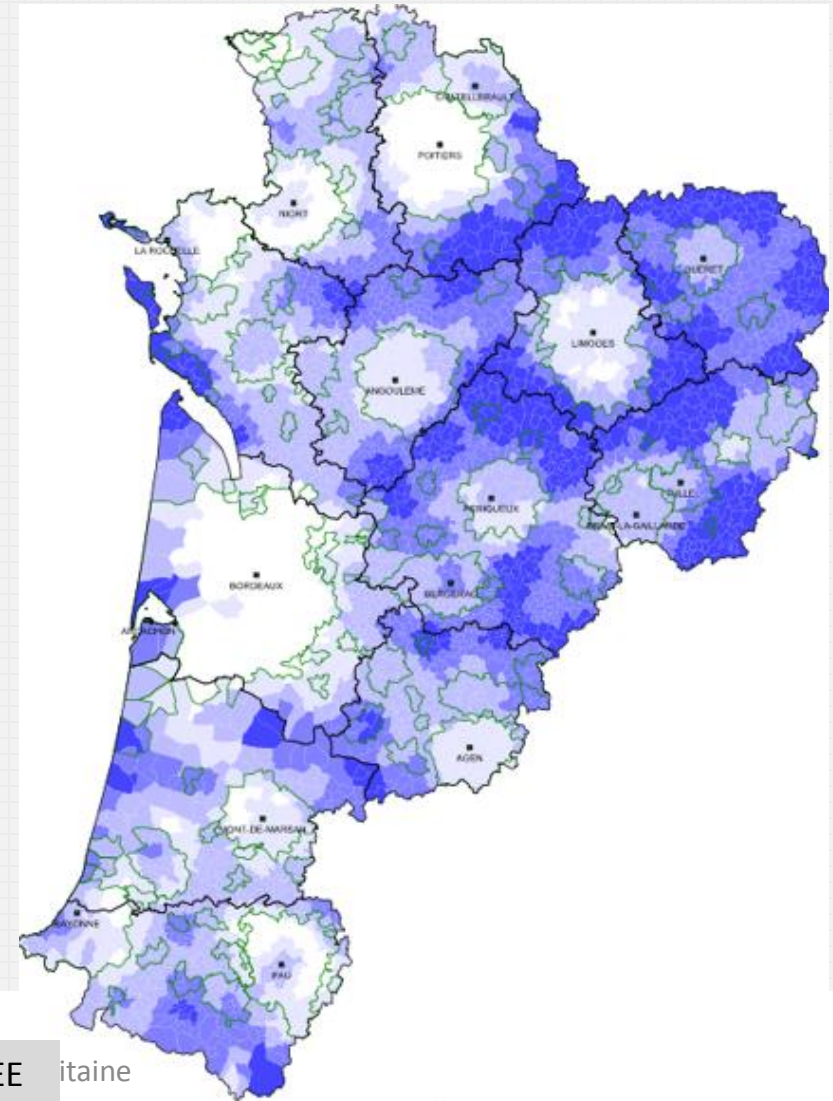 CHATELLERAULT
POITIERS
NIORT
LA ROCHELLE
GUERET
LIMOGES
ANGOULEME
TULLE
PERIGUEUX
BRIVE-LA-GAILLARDE
BORDEAUX
BERGERAC
ARCACHON
AGEN
MONT-DE-MARSAN
BAYONNE
PAU
EE itaine